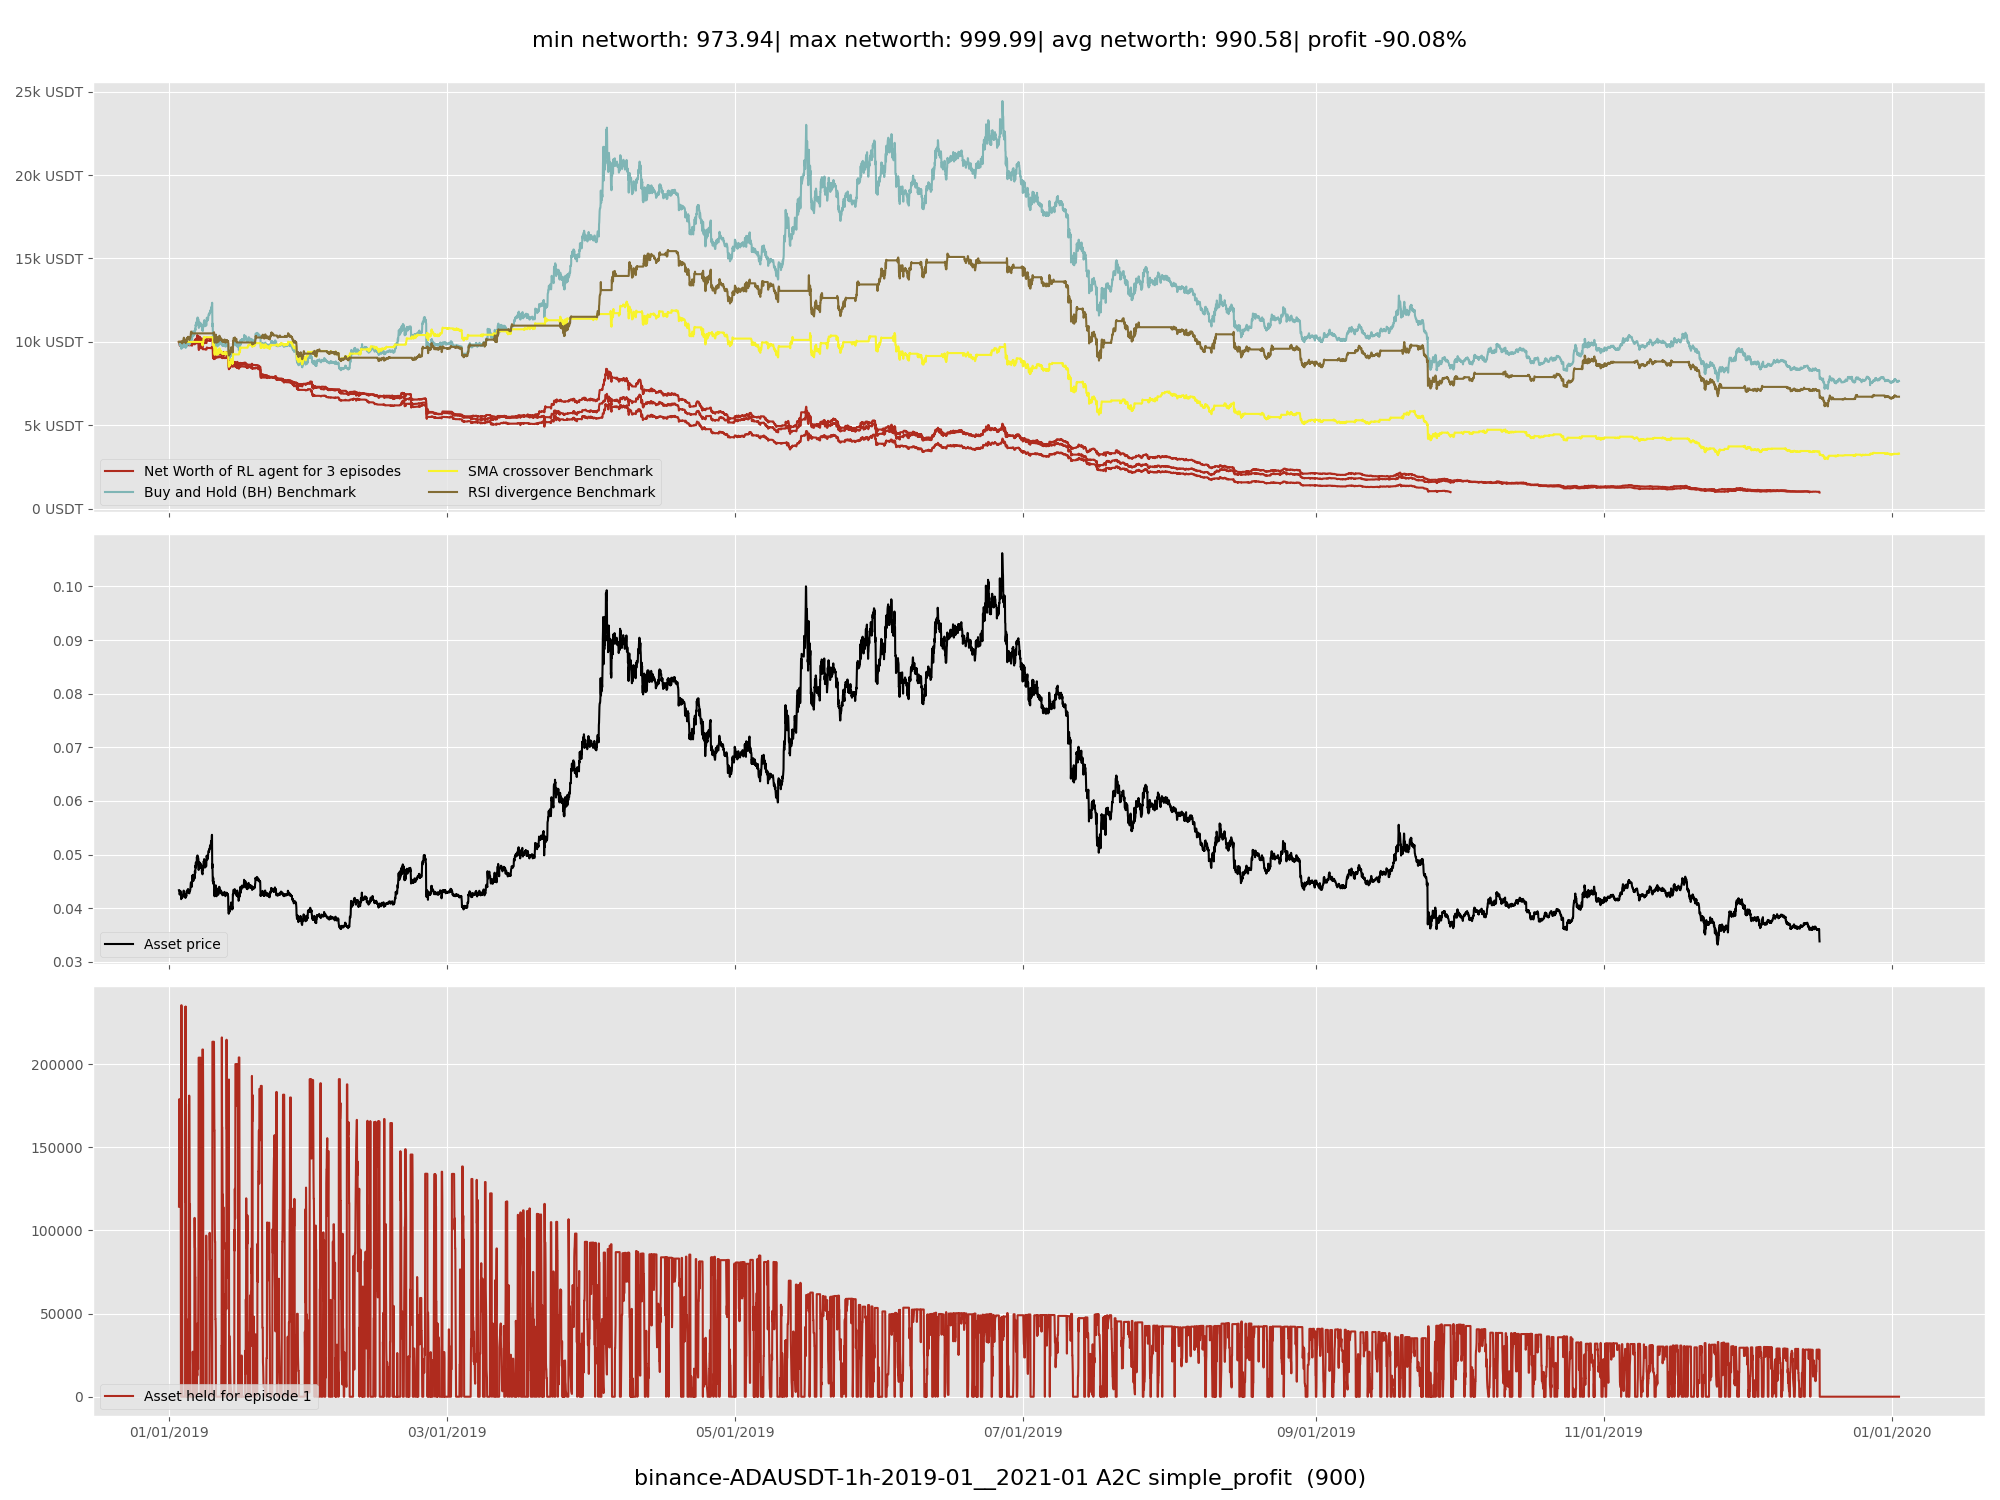 min networth: 973.94| max networth: 999.99| avg networth: 990.58| profit -90.08%
25k USDT
20k USDT
15k USDT
10k USDT
5k USDT
0 USDT
Net Worth of RL agent for 3 episodes
Buy and Hold (BH) Benchmark
SMA crossover Benchmark
RSI divergence Benchmark
0.10
0.09
0.08
0.07
0.06
0.05
0.04
0.03
Asset price
200000
150000
100000
50000
0
Asset held for episode 1
01/01/2019 03/01/2019 05/01/2019 07/01/2019 09/01/2019 11/01/2019 01/01/2020
binance-ADAUSDT-1h-2019-01__2021-01 A2C simple_profit  (900)